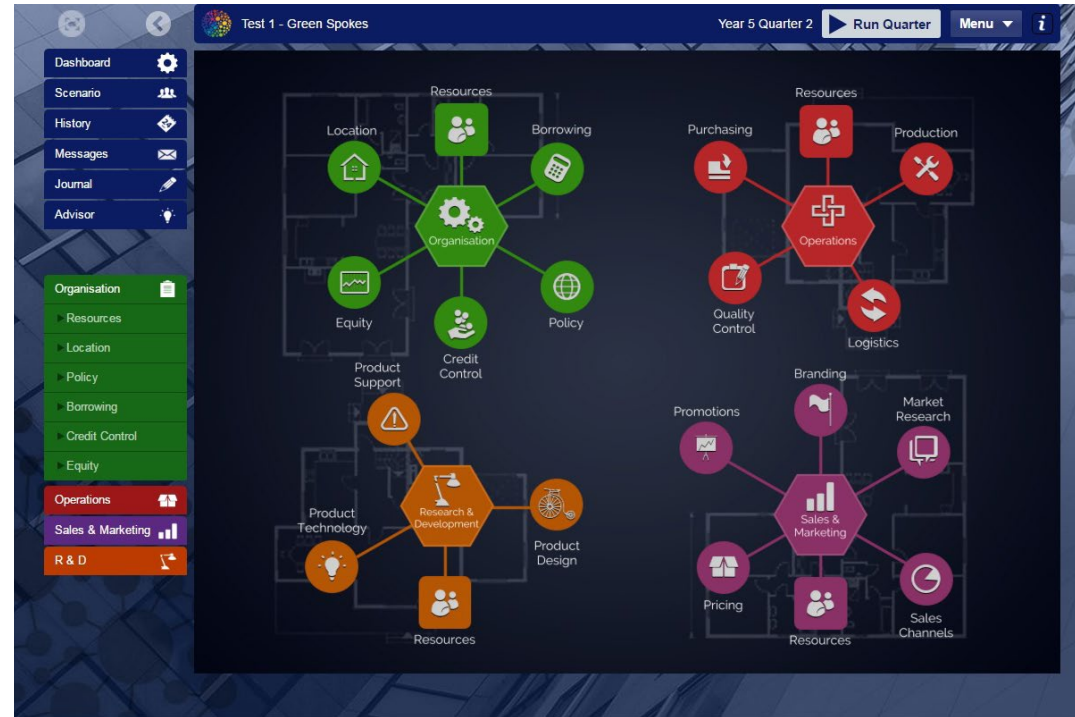 Test 1 - Green Spokes
Year 5 Quarter 2
Run Quarter
Menu
i
Dashboard
Scenario
History
Messages
Journal
Advisor
Organisation
Resources
Location
Policy
Borrowing
Credit Control
Equity
Operations
Sales & Marketing
R & D
Resources
Location
Borrowing
Organisation
Equity
Credit
Control
Policy
Resources
Purchasing
Production
Operations
Quality
Control
Logistics
Product
Support
Research &
Development
Product
Technology
Product
Design
Resources
Branding
Promotions
Market
Research
Sales &
Marketing
Pricing
Resources
Sales
Channels